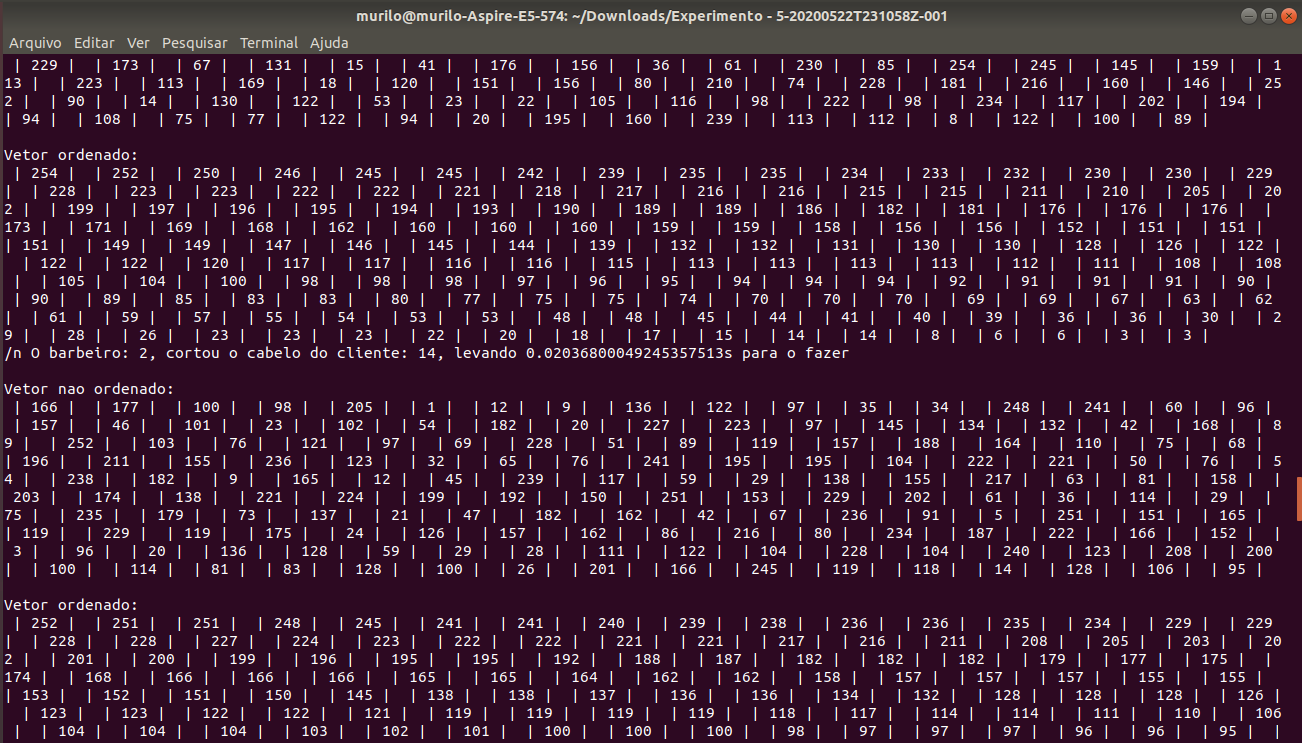 murilo@murilo-Aspire-E5-574: ~/Downloads/Experimento - 5-20200522T231058Z-001
Arquivo Editar Ver Pesquisar Terminal Ajuda
| 229 | | 173 | | 67 | | 131 | | 15 | | 41 | | 176 | | 156 | | 36 | | 61 | | 230 | | 85 | | 254 | | 245 | | 145 | | 159 | | 1
13 | | 223 | | 113 | | 169 | | 18 | | 120 | | 151 | | 156 | | 80 | | 210 | | 74 | | 228 | | 181 | | 216 | | 160 | | 146 | | 25
2 | | 90 | | 14 | | 130 | | 122 | | 53 | | 23 | | 22 | | 105 | | 116 | | 98 | | 222 | | 98 | | 234 | | 117 | | 202 | | 194 |
| 94 | | 108 | | 75 | | 77 | | 122 | | 94 | | 20 | | 195 | | 160 | | 239 | | 113 | | 112 | | 8 | | 122 | | 100 | | 89 |
Vetor ordenado:
| 254 | | 252 | | 250 | | 246 | | 245 | | 245 | | 242 | | 239 | | 235 | | 235 | | 234 | | 233 | | 232 | | 230 | | 230 | | 229
| | 228 | | 223 | | 223 | | 222 | | 222 | | 221 | | 218 | | 217 | | 216 | | 216 | | 215 | | 215 | | 211 | | 210 | | 205 | | 20
2 | | 199 | | 197 | | 196 | | 195 | | 194 | | 193 | | 190 | | 189 | | 189 | | 186 | | 182 | | 181 | | 176 | | 176 | | 176 | |
173 | | 171 | | 169 | | 168 | | 162 | | 160 | | 160 | | 160 | | 159 | | 159 | | 158 | | 156 | | 156 | | 152 | | 151 | | 151 |
| 151 | | 149 | | 149 | | 147 | | 146 | | 145 | | 144 | | 139 | | 132 | | 132 | | 131 | | 130 | | 130 | | 128 | | 126 | | 122 |
| 122 | | 122 | | 120 | | 117 | | 117 | | 116 | | 116 | | 115 | | 113 | | 113 | | 113 | | 113 | | 112 | | 111 | | 108 | | 108
| | 105 | | 104 | | 100 | | 98 | | 98 | | 98 | | 97 | | 96 | | 95 | | 94 | | 94 | | 94 | | 92 | | 91 | | 91 | | 91 | | 90 |
| 90 | | 89 | | 85 | | 83 | | 83 | | 80 | | 77 | | 75 | | 75 | | 74 | | 70 | | 70 | | 70 | | 69 | | 69 | | 67 | | 63 | | 62
| | 61 | | 59 | | 57 | | 55 | | 54 | | 53 | | 53 | | 48 | | 48 | | 45 | | 44 | | 41 | | 40 | | 39 | | 36 | | 36 | | 30 | | 2
9 | | 28 | | 26 | | 23 | | 23 | | 23 | | 22 | | 20 | | 18 | | 17 | | 15 | | 14 | | 14 | | 8 | | 6 | | 6 | | 3 | | 3 |
/n O barbeiro: 2, cortou o cabelo do cliente: 14, levando 0.02036800049245357513s para o fazer
Vetor nao ordenado:
| 166 | | 177 | | 100 | | 98 | | 205 | | 1 | | 12 | | 9 | | 136 | | 122 | | 97 | | 35 | | 34 | | 248 | | 241 | | 60 | | 96 |
| 157 | | 46 | | 101 | | 23 | | 102 | | 54 | | 182 | | 20 | | 227 | | 223 | | 97 | | 145 | | 134 | | 132 | | 42 | | 168 | | 8
9 | | 252 | | 103 | | 76 | | 121 | | 97 | | 69 | | 228 | | 51 | | 89 | | 119 | | 157 | | 188 | | 164 | | 110 | | 75 | | 68 |
| 196 | | 211 | | 155 | | 236 | | 123 | | 32 | | 65 | | 76 | | 241 | | 195 | | 195 | | 104 | | 222 | | 221 | | 50 | | 76 | | 5
4 | | 238 | | 182 | | 9 | | 165 | | 12 | | 45 | | 239 | | 117 | | 59 | | 29 | | 138 | | 155 | | 217 | | 63 | | 81 | | 158 | |
203 | | 174 | | 138 | | 221 | | 224 | | 199 | | 192 | | 150 | | 251 | | 153 | | 229 | | 202 | | 61 | | 36 | | 114 | | 29 | |
75 | | 235 | | 179 | | 73 | | 137 | | 21 | | 47 | | 182 | | 162 | | 42 | | 67 | | 236 | | 91 | | 5 | | 251 | | 151 | | 165 |
| 119 | | 229 | | 119 | | 175 | | 24 | | 126 | | 157 | | 162 | | 86 | | 216 | | 80 | | 234 | | 187 | | 222 | | 166 | | 152 | |
3 | | 96 | | 20 | | 136 | | 128 | | 59 | | 29 | | 28 | | 111 | | 122 | | 104 | | 228 | | 104 | | 240 | | 123 | | 208 | | 200
| | 100 | | 114 | | 81 | | 83 | | 128 | | 100 | | 26 | | 201 | | 166 | | 245 | | 119 | | 118 | | 14 | | 128 | | 106 | | 95 |
Vetor ordenado:
| 252 | | 251 | | 251 | | 248 | | 245 | | 241 | | 241 | | 240 | | 239 | | 238 | | 236 | | 236 | | 235 | | 234 | | 229 | | 229
| | 228 | | 228 | | 227 | | 224 | | 223 | | 222 | | 222 | | 221 | | 221 | | 217 | | 216 | | 211 | | 208 | | 205 | | 203 | | 20
2 | | 201 | | 200 | | 199 | | 196 | | 195 | | 195 | | 192 | | 188 | | 187 | | 182 | | 182 | | 182 | | 179 | | 177 | | 175 | |
174 | | 168 | | 166 | | 166 | | 166 | | 165 | | 165 | | 164 | | 162 | | 162 | | 158 | | 157 | | 157 | | 157 | | 155 | | 155 |
| 153 | | 152 | | 151 | | 150 | | 145 | | 138 | | 138 | | 137 | | 136 | | 136 | | 134 | | 132 | | 128 | | 128 | | 128 | | 126
| 123 | | 123 | | 122 | | 122 | | 121 | | 119 | | 119 | | 119 | | 119 | | 118 | | 117 | | 114 | | 114 | | 111 | | 110 | | 106
| | 104 | | 104 | | 104 | | 103 | | 102 | | 101 | | 100 | | 100 | | 100 | | 98 | | 97 | | 97 | | 97 | | 96 | | 96 | | 95 | |